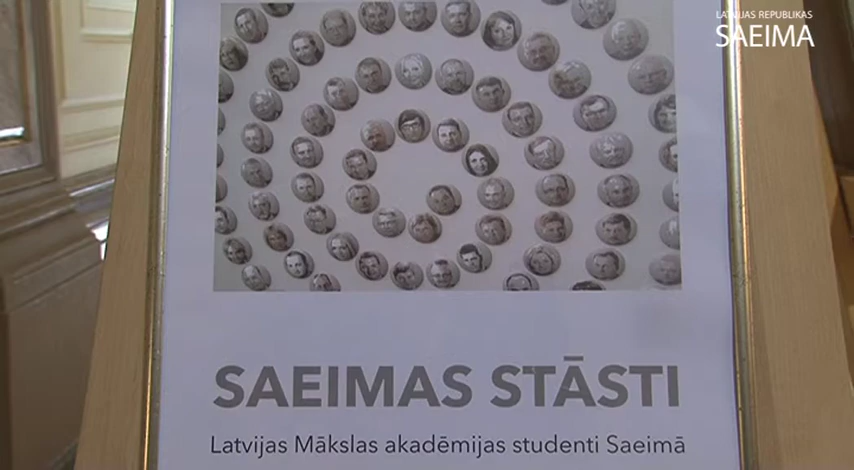 LATVIJAS REPUBLIKAS
SAEIMA
SAEIMAS STĀSTI
Latvijas Mākslas akadēmijas studenti Saeimā